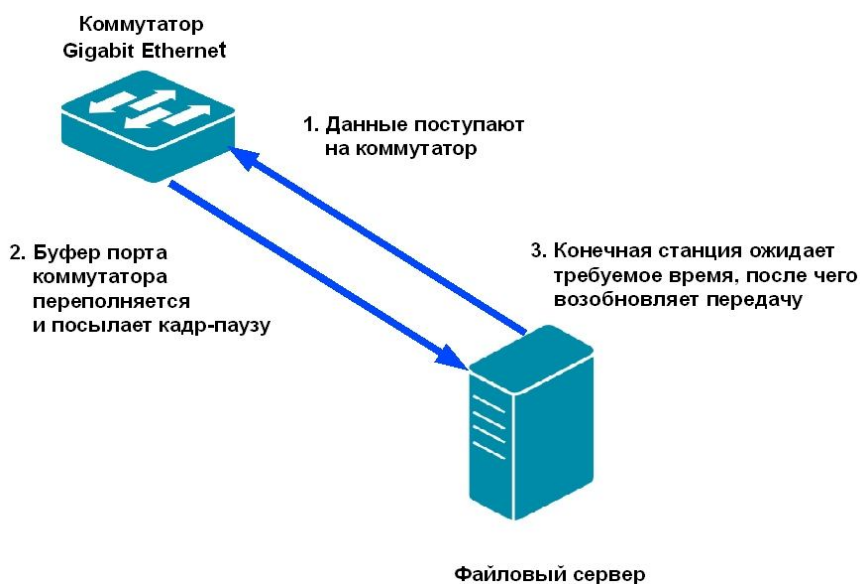 Коммутатор
Gigabit Ethernet
1. Данные поступают
на коммутатор
2. Буфер порта
коммутатора
переполняется
и посылает кадр-паузу
3. Конечная станция ожидает
требуемое время, после чего
возобновляет передачу
Файловый сервер